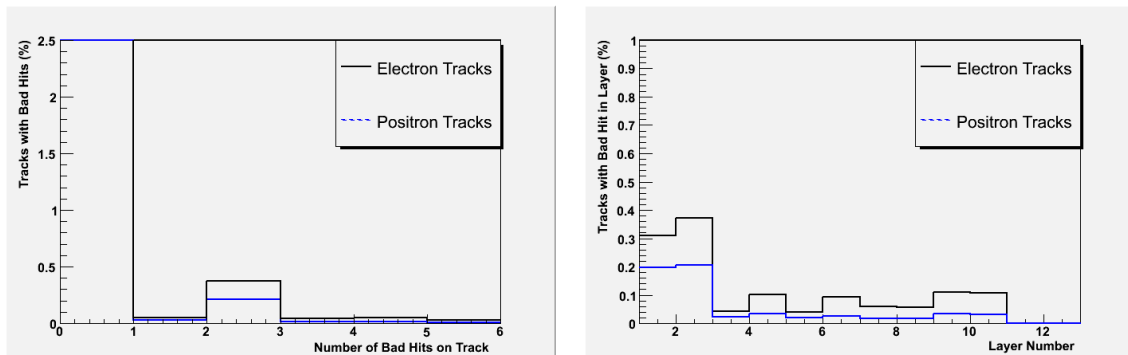 Tracks with Bad Hits (%)
2.5
2
1.5
1
0.5
0
Electron Tracks
Positron Tracks
0 1 2 3 4 5 6
Number of Bad Hits on Track
Tracks with Bad Hit in Layer (%)
1
0.9
0.8
0.7
0.6
0.5
0.4
0.3
0.2
0.1
0
Electron Tracks
Positron Tracks
2 4 6 8 10 12
Layer Number